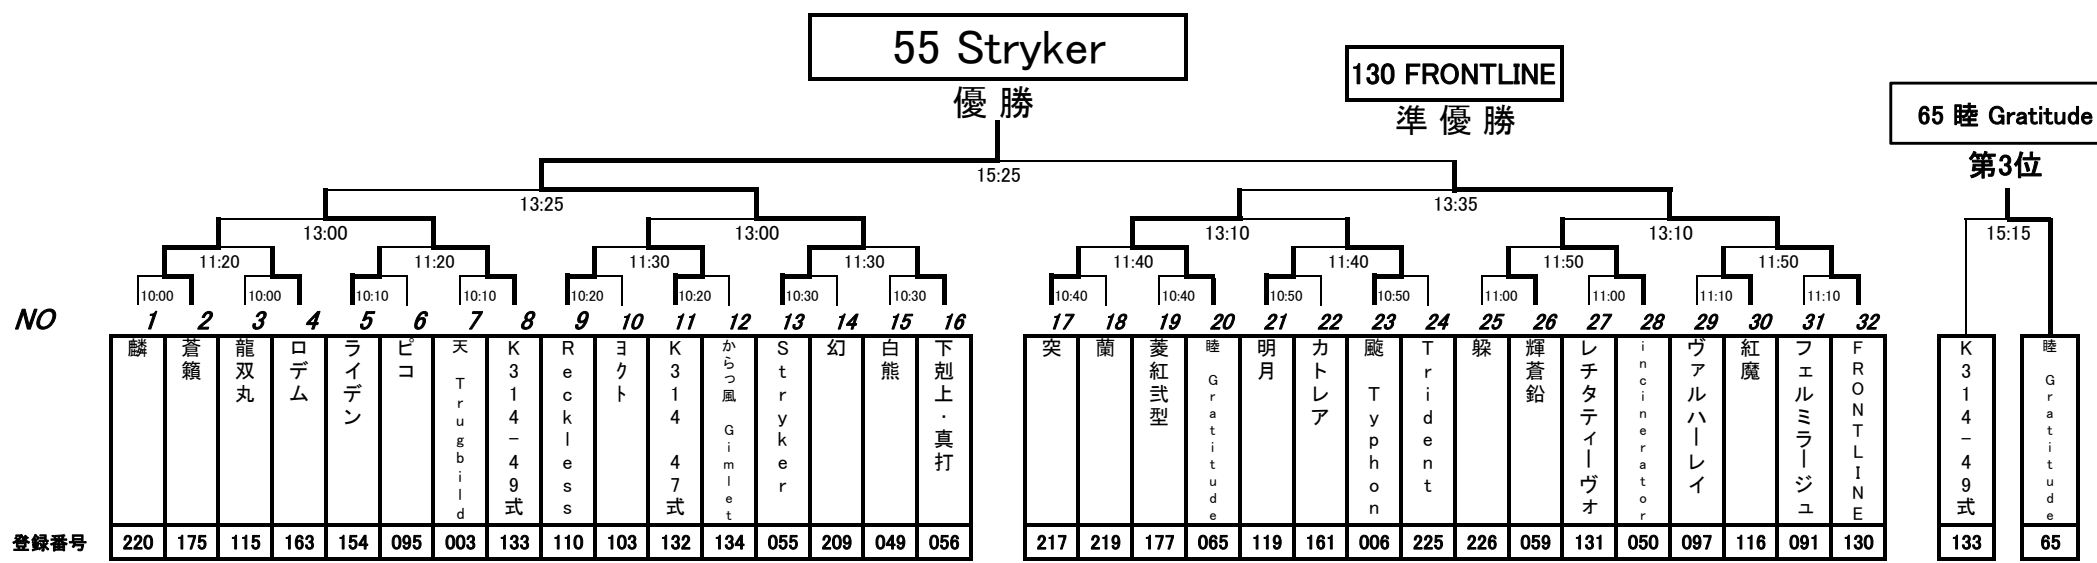 55 Stryker
優 勝
130 FRONTLINE
準 優 勝
65 睦 Gratitude
第3位
15:25
13:25
13:35
13:00
13:00
13:10
13:10
15:15
11:20
11:20
11:30
11:30
11:40
11:40
11:50
11:50
10:00
10:00
10:10
10:10
10:20
10:20
10:30
10:30
10:40
10:40
10:50
10:50
11:00
11:00
11:10
11:10
NO 1 2 3 4 5 6 7 8 9 10 11 12 13 14 15 16 17 18 19 20 21 22 23 24 25 26 27 28 29 30 31 32
麟
蒼籟
龍双丸
ロデム
ライデン
ピコ
天 Trugbild
K314-49式
Reckless
ヨクト
K314 47式
からつ風 Gimlet
Stryker
幻
白熊
下剋上・真打
突
蘭
菱紅弐型
睦 Gratitude
明月
カトレア
颱 Typhon
Trident
躲
輝蒼鉛
レチタティーヴォ
incinerator
ヴァルハーレイ
紅魔
フェルミラージュ
FRONTLINE
K314-49式
睦 Gratitude
登録番号 220 175 115 163 154 095 003 133 110 103 132 134 055 209 049 056 217 219 177 065 119 161 006 225 226 059 131 050 097 116 091 130 133 65